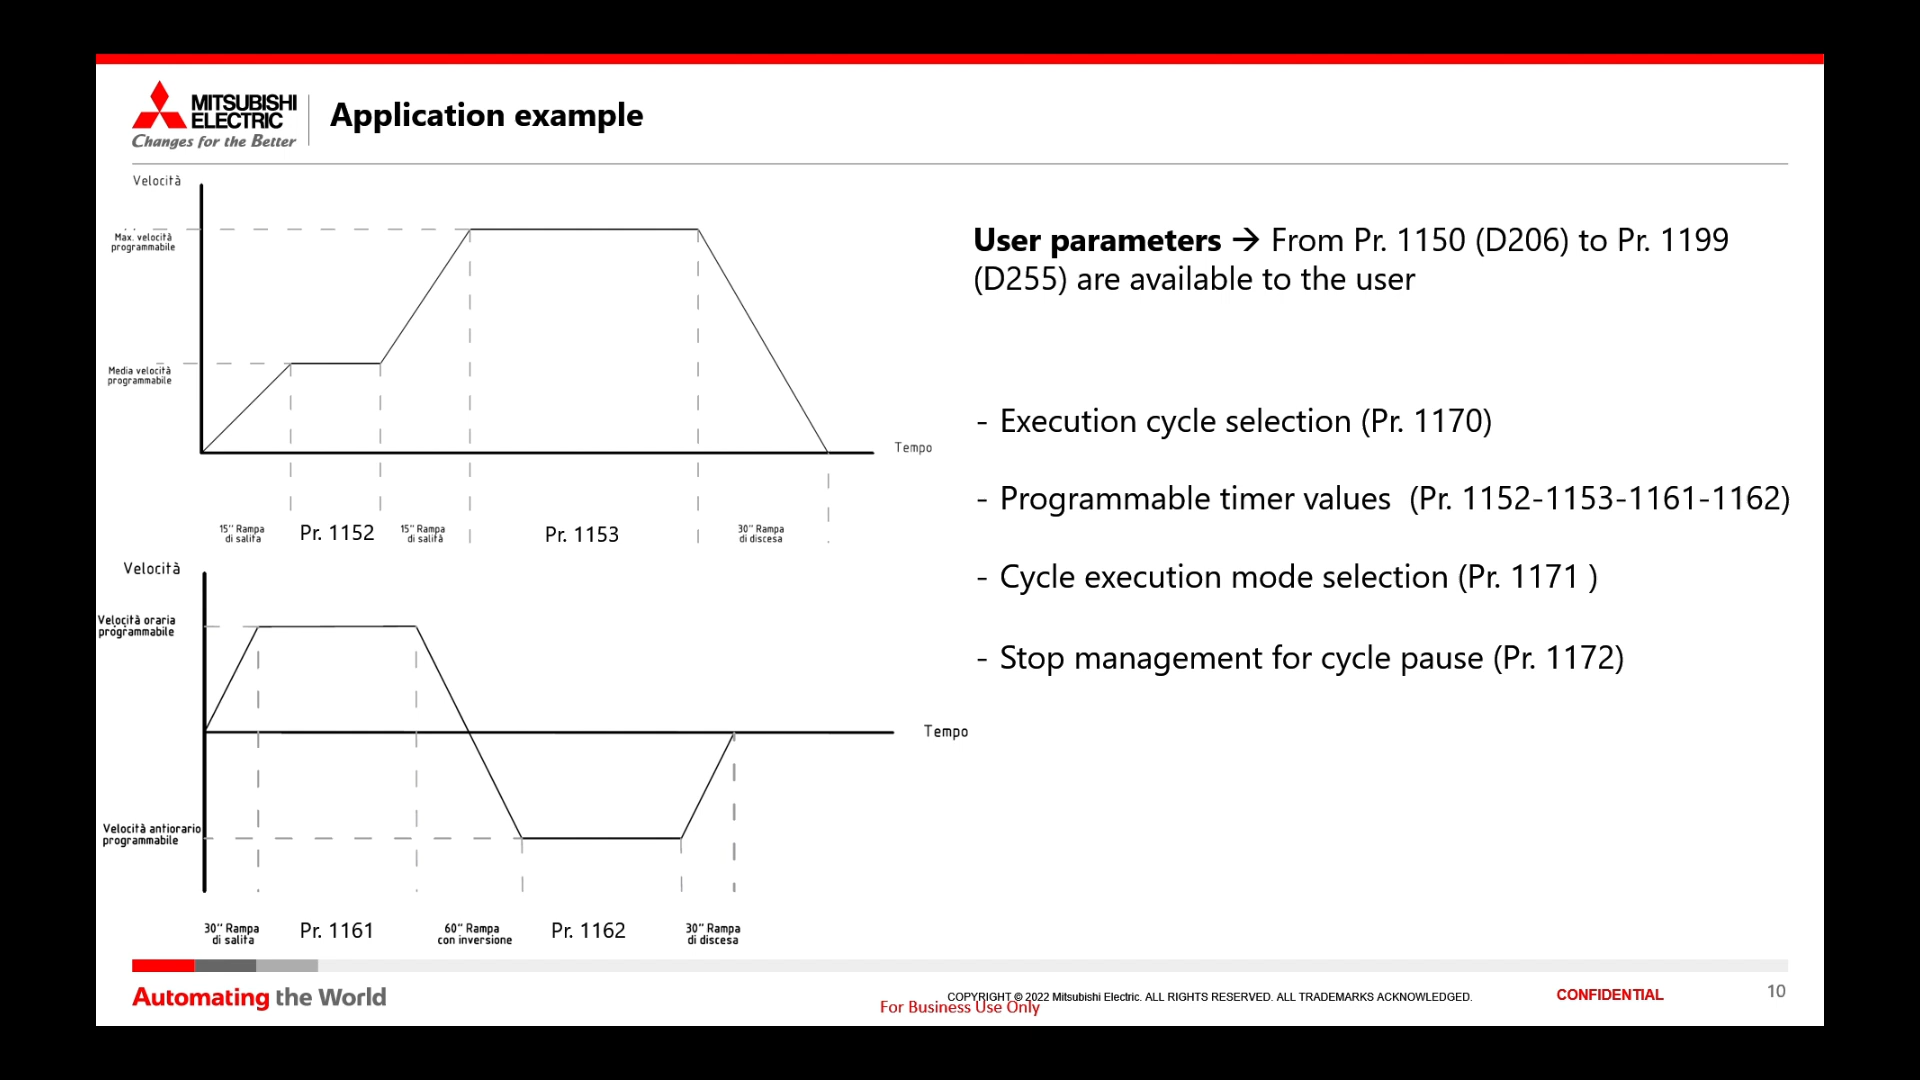 MITSUBISHI
ELECTRIC
Changes for the Better
Application example
Velocità
Max. velocità
programmabile
Media velocità
programmabile
Tempo
15'' Rampa
di salita
Pr. 1152
15'' Rampa
di salità
Pr. 1153
30'' Rampa
di discesa
Velocità
Velocità oraria
programmabile
Tempo
Velocità antiorario
programmabile
30'' Rampa
di salita
Pr. 1161
60'' Rampa
con inversione
Pr. 1162
30'' Rampa
di discesa
User parameters → From Pr. 1150 (D206) to Pr. 1199
(D255) are available to the user
- Execution cycle selection (Pr. 1170)
- Programmable timer values (Pr. 1152-1153-1161-1162)
- Cycle execution mode selection (Pr. 1171 )
- Stop management for cycle pause (Pr. 1172)
Automating the World
COPYRIGHT © 2022 Mitsubishi Electric. ALL RIGHTS RESERVED. ALL TRADEMARKS ACKNOWLEDGED.
For Business Use Only
CONFIDENTIAL
10